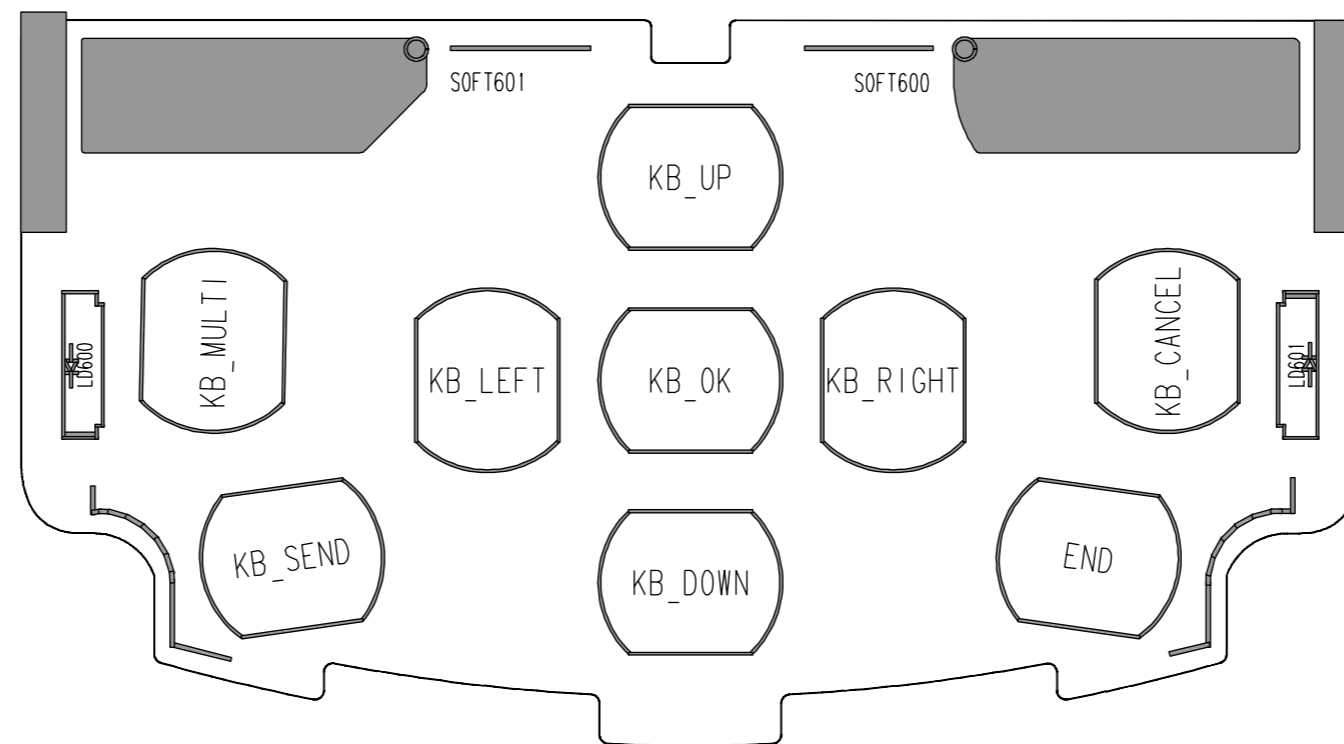 SOFT601
SOFT600
KB_UP
KB_MULTI
KB_CANCEL
LD600
LD601
KB_LEFT
KB_OK
KB_RIGHT
KB_SEND
KB_DOWN
END